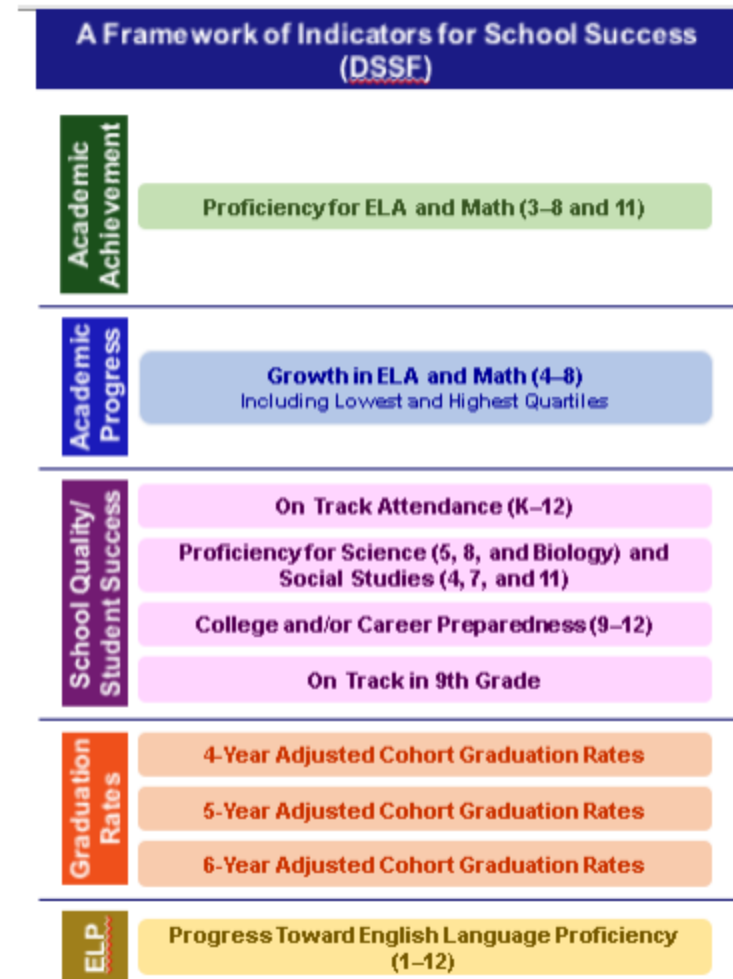 A Framework of Indicators for School Success
(DSSF)
Academic
Achievement
Proficiency for ELA and Math (3–8 and 11)
Academic
Progress
Growth in ELA and Math (4–8)
Including Lowest and Highest Quartiles
School Quality/
Student Success
On Track Attendance (K–12)
Proficiency for Science (5, 8, and Biology) and
Social Studies (4, 7, and 11)
College and/or Career Preparedness (9–12)
On Track in 9th Grade
Graduation
Rates
4-Year Adjusted Cohort Graduation Rates
5-Year Adjusted Cohort Graduation Rates
6-Year Adjusted Cohort Graduation Rates
ELP
Progress Toward English Language Proficiency
(1–12)